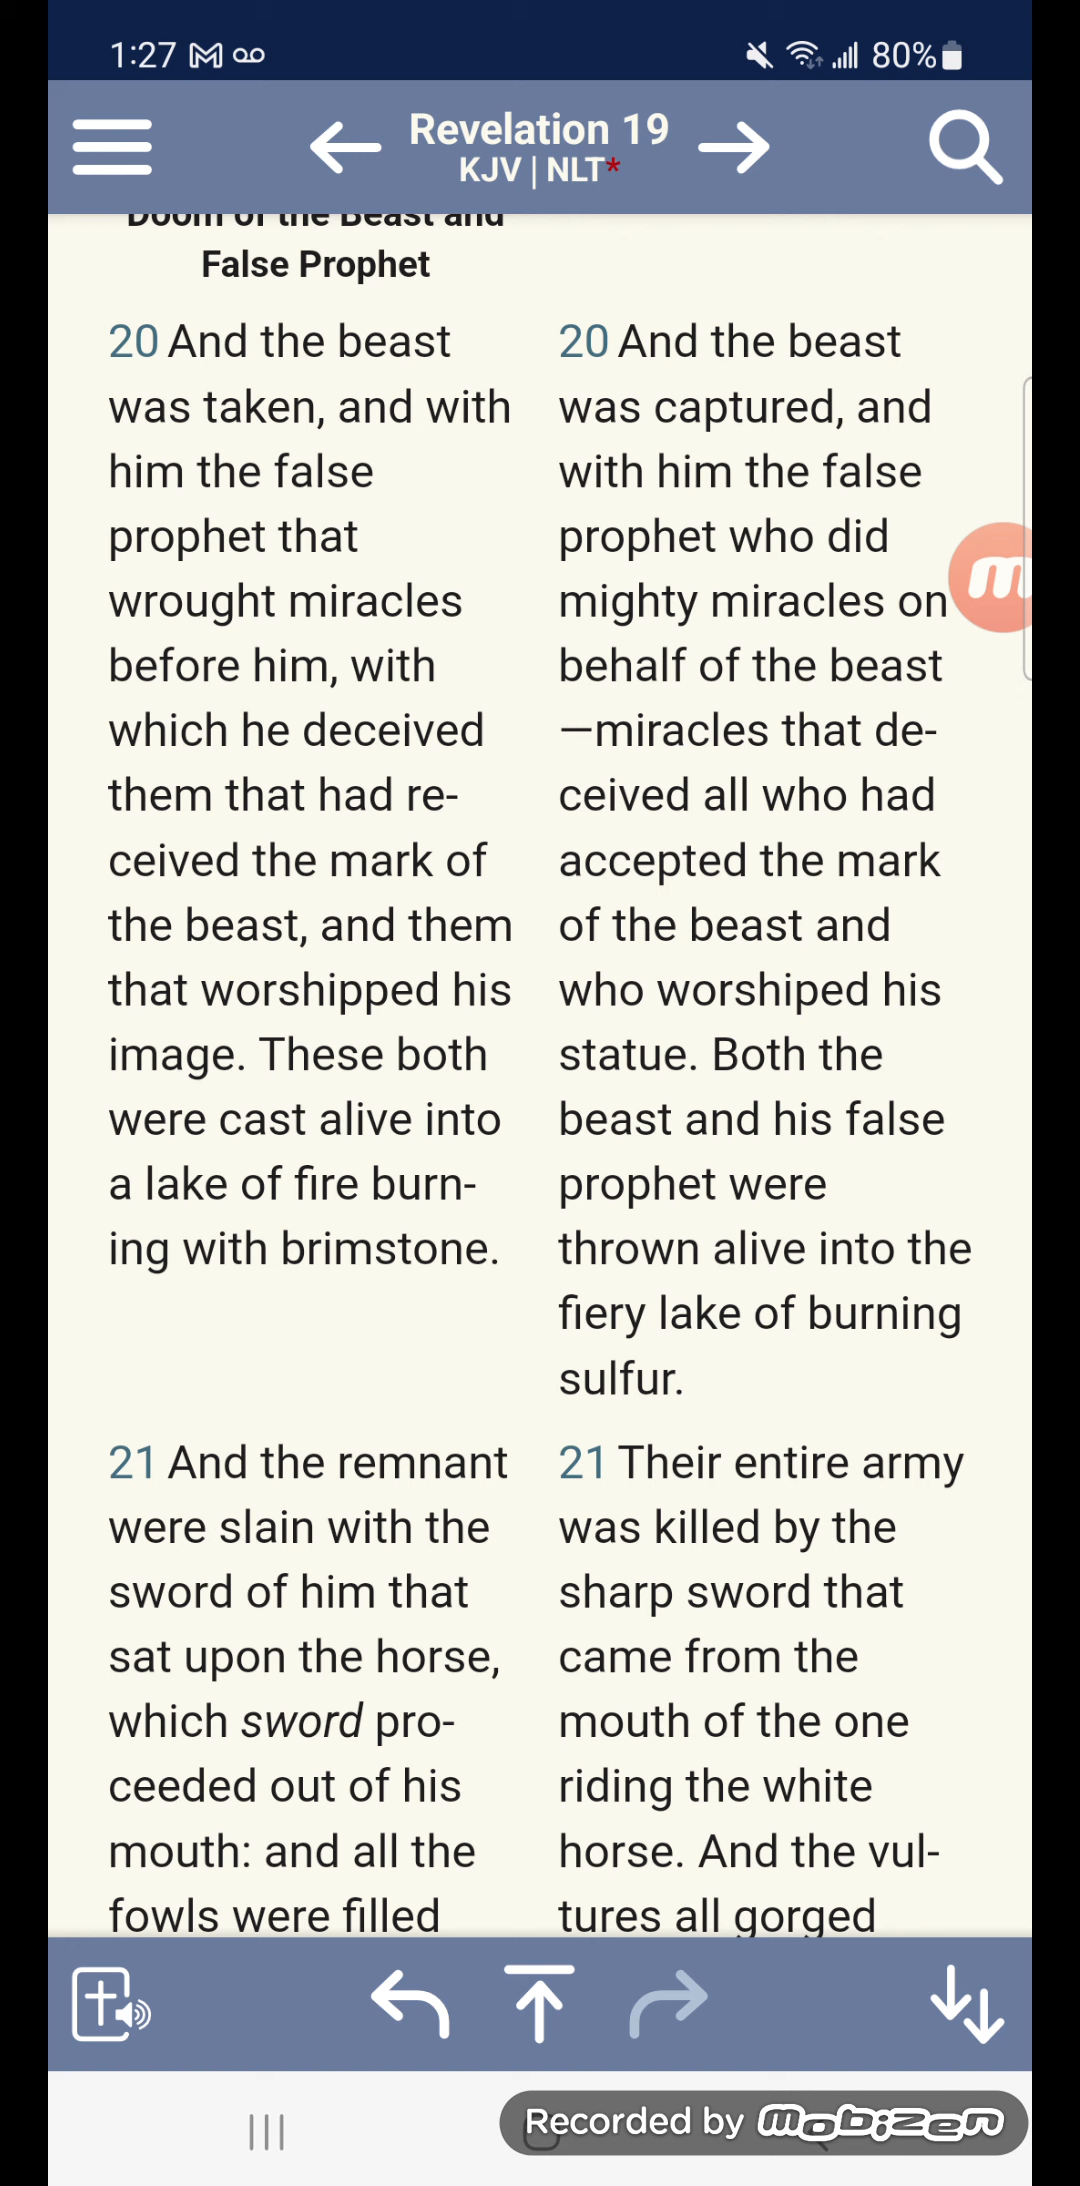 1:27
80%
Revelation 19
KJV | NLT*
Doom of the Beast and
False Prophet
20 And the beast
was taken, and with
him the false
prophet that
wrought miracles
before him, with
which he deceived
them that had re-
ceived the mark of
the beast, and them
that worshipped his
image. These both
were cast alive into
a lake of fire burn-
ing with brimstone.
21 And the remnant
were slain with the
sword of him that
sat upon the horse,
which sword pro-
ceeded out of his
mouth: and all the
fowls were filled
20 And the beast
was captured, and
with him the false
prophet who did
mighty miracles on
behalf of the beast
—miracles that de-
ceived all who had
accepted the mark
of the beast and
who worshiped his
statue. Both the
beast and his false
prophet were
thrown alive into the
fiery lake of burning
sulfur.
21 Their entire army
was killed by the
sharp sword that
came from the
mouth of the one
riding the white
horse. And the vul-
tures all gorged
m
Recorded by mobizen